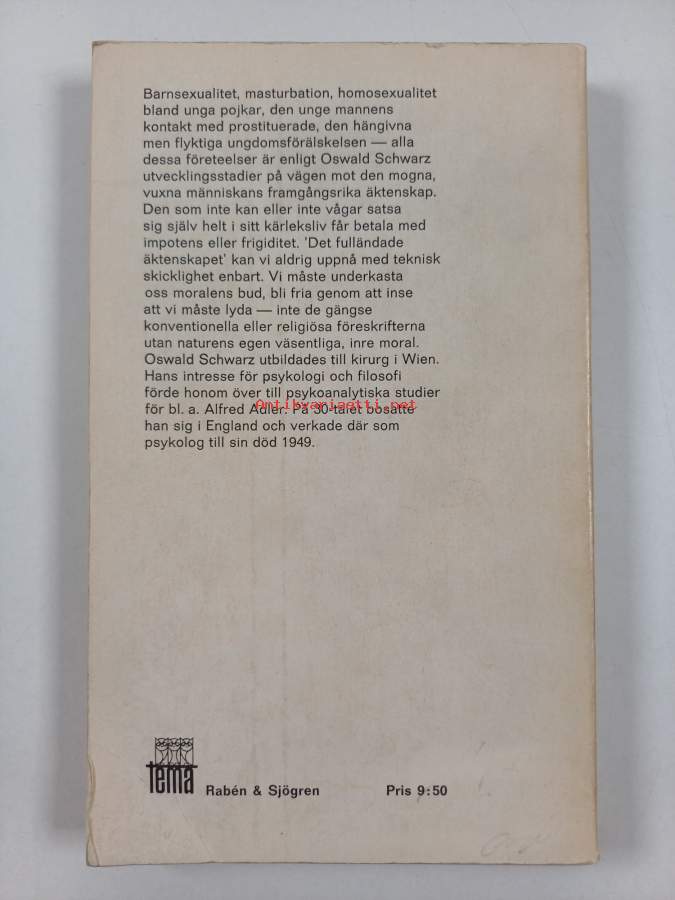 Barnsexualitet, masturbation, homosexualitet
bland unga pojkar, den unge mannens
kontakt med prostituerade, den hängivna
men flyktiga ungdomsförälskelsen — alla
dessa företeelser är enligt Oswald Schwarz
utvecklingsstadier på vägen mot den mogna,
vuxna människans framgångsrika äktenskap.
Den som inte kan eller inte vågar satsa
sig själv helt i sitt kärleksliv får betala med
impotens eller frigiditet. 'Det fulländade
äktenskapet' kan vi aldrig uppnå med teknisk
skicklighet enbart. Vi måste underkasta
oss moralens bud, bli fria genom att inse
att vi måste lyda — inte de gängse
konventionella eller religiösa föreskrifterna
utan naturens egen väsentliga, inre moral.
Oswald Schwarz utbildades till kirurg i Wien.
Hans intresse för psykologi och filosofi
förde honom över till psykoanalytiska studier
Antikvariaatti.net
för bl. a. Alfred Adler. På 30-talet bosatte
han sig i England och verkade där som
psykolog till sin död 1949.
tema
Rabén & Sjögren Pris 9:50